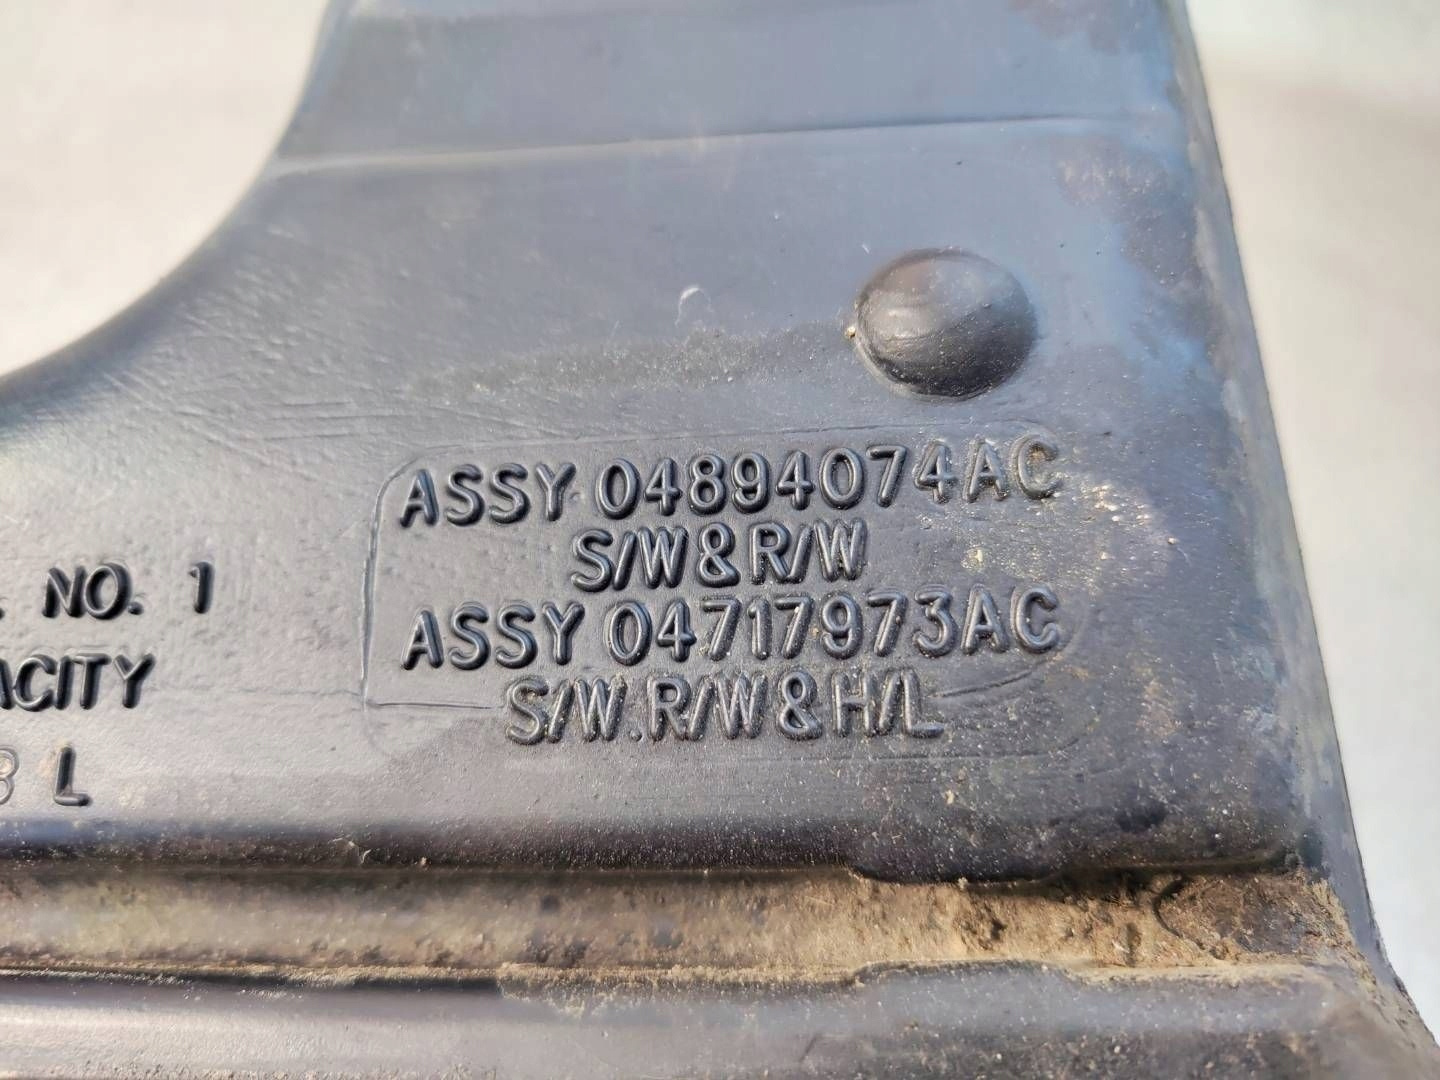 ASSY 04894074AC
S/W & R/W
ASSY 04717973AC
S/W. R/W & H/L
NO. 1
ACITY
L